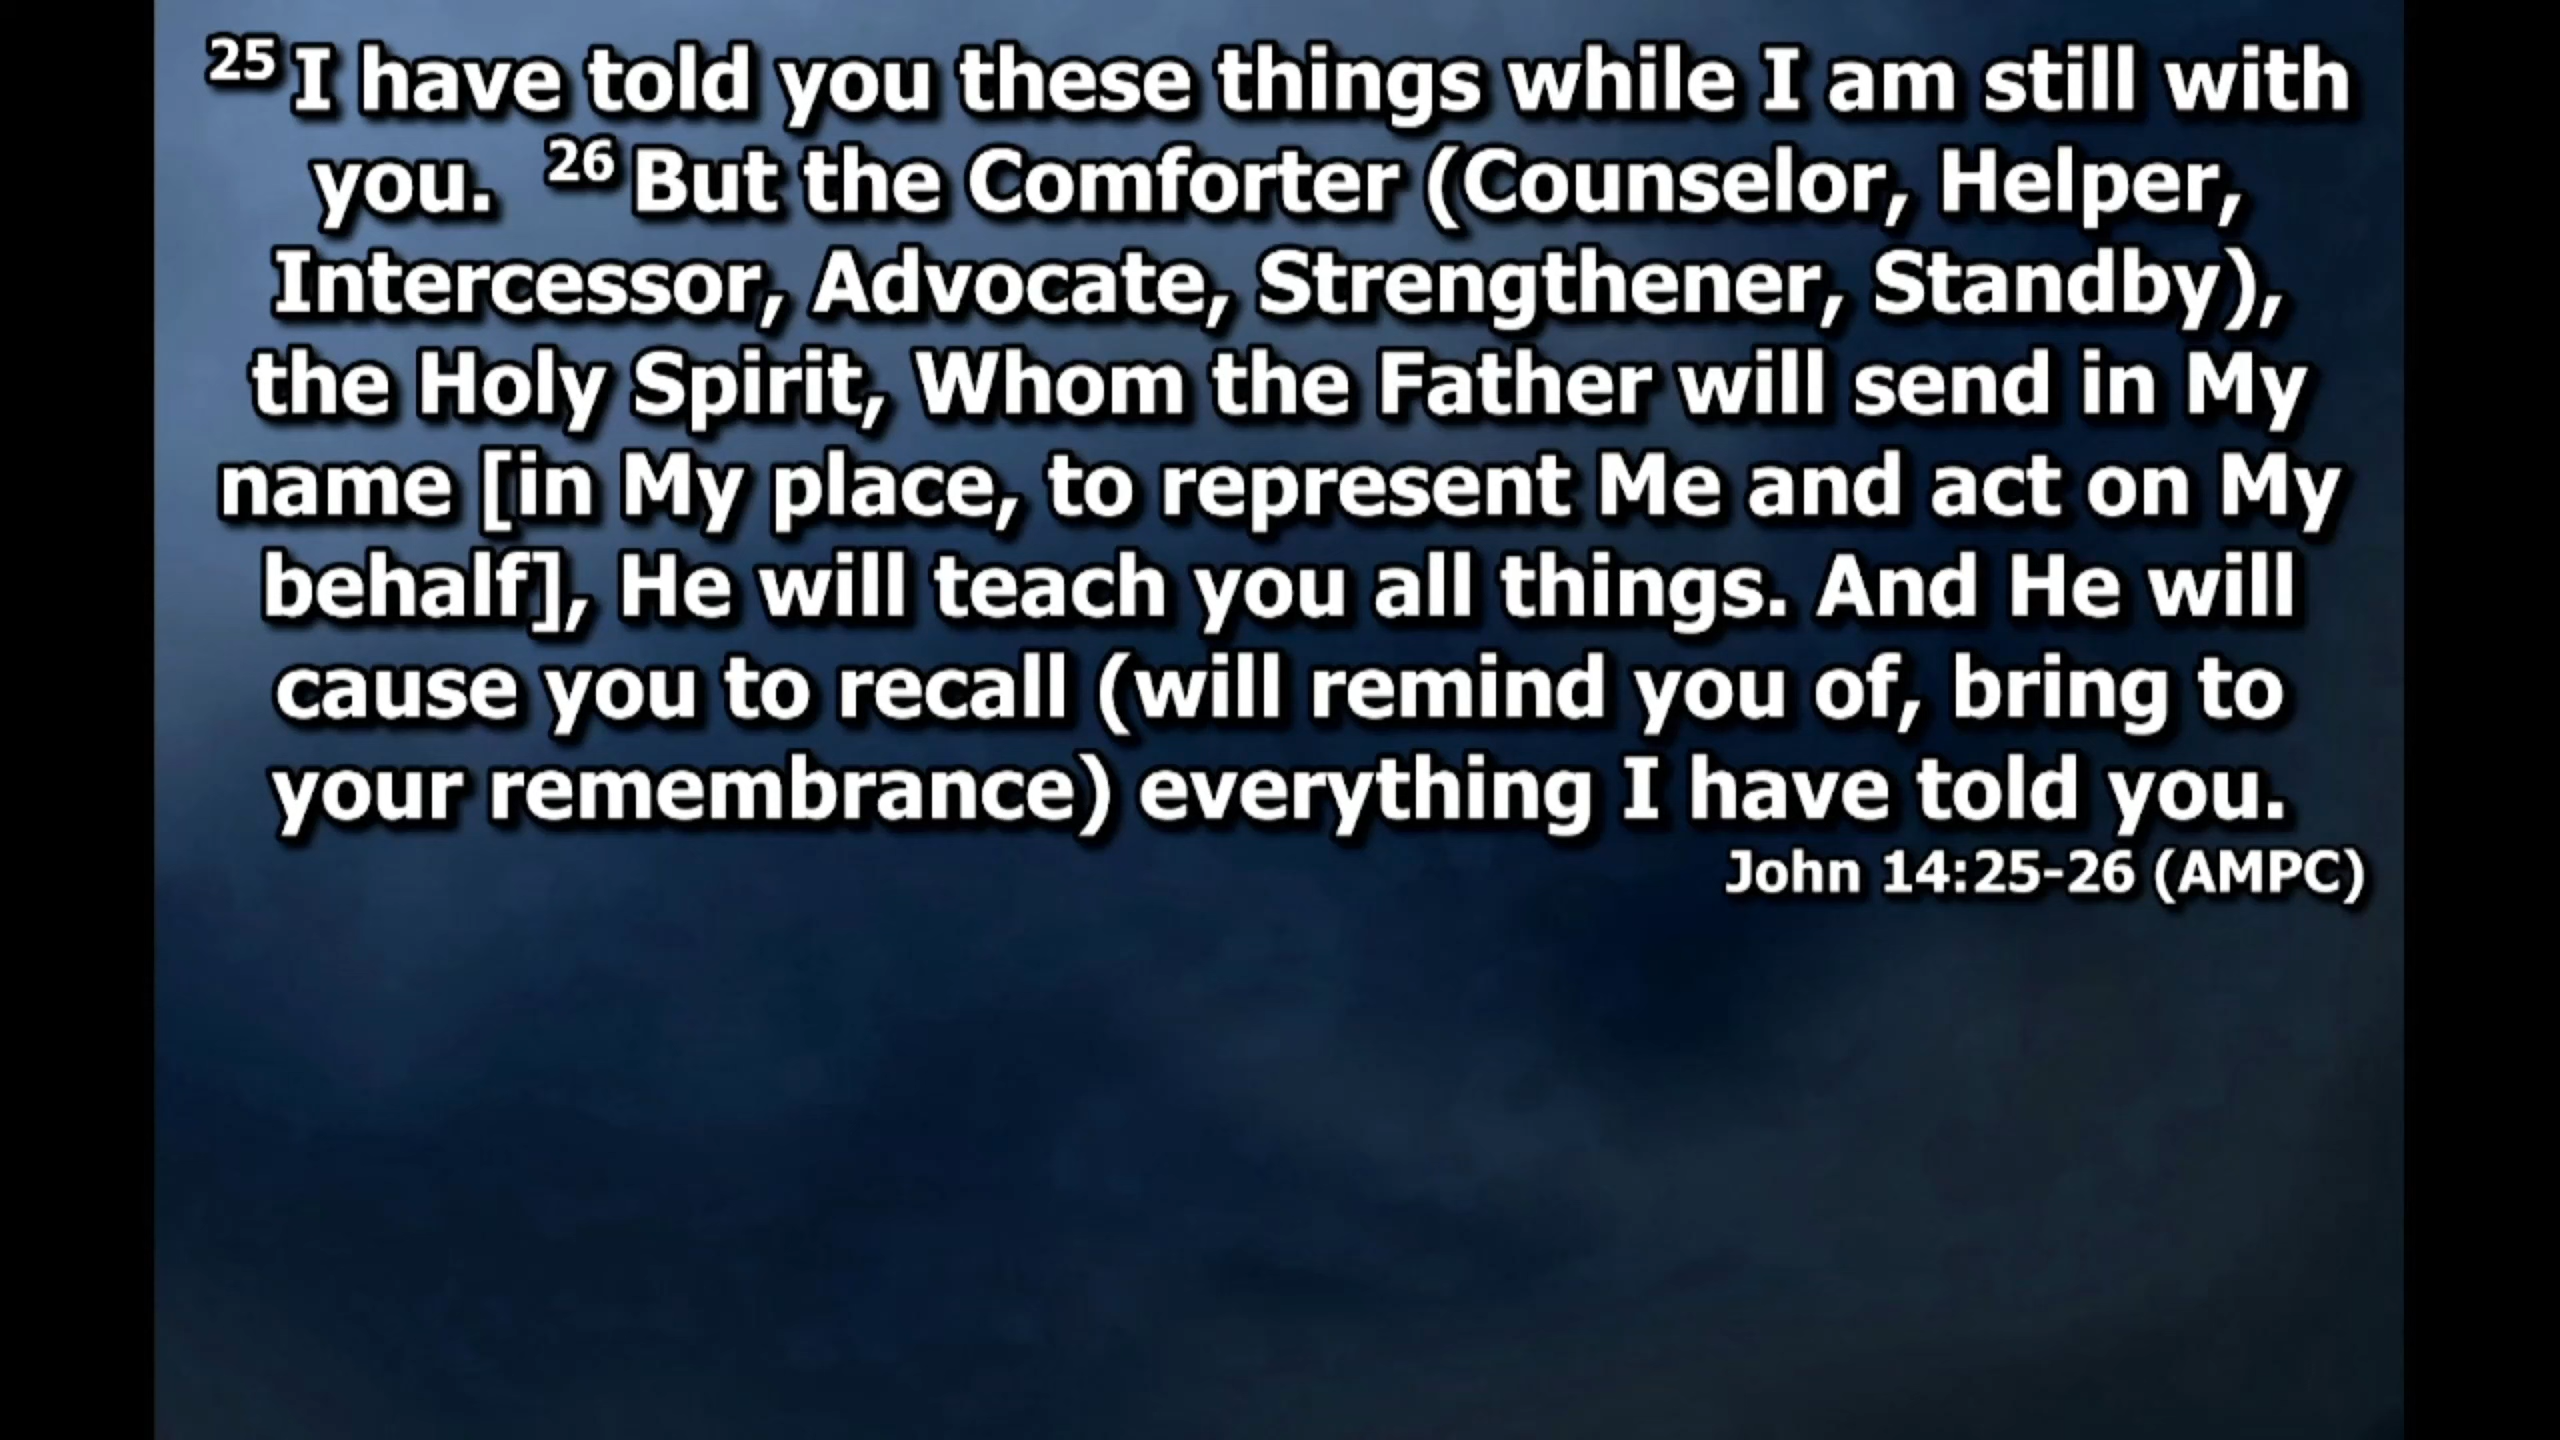 25 I have told you these things while I am still with
you. 26 But the Comforter (Counselor, Helper,
Intercessor, Advocate, Strengthener, Standby),
the Holy Spirit, Whom the Father will send in My
name [in My place, to represent Me and act on My
behalf], He will teach you all things. And He will
cause you to recall (will remind you of, bring to
your remembrance) everything I have told you.
John 14:25-26 (AMPC)